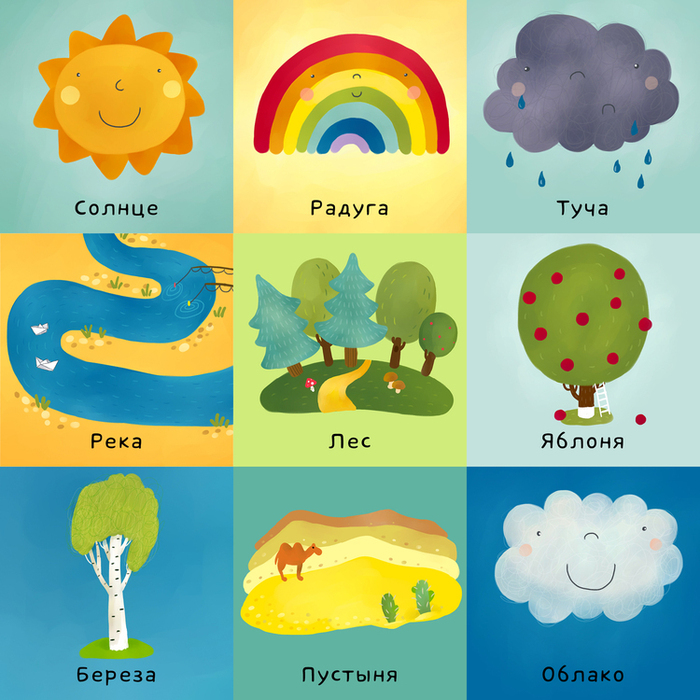 Солнце
Радуга
Туча
Река
Лес
Яблоня
Береза
Пустыня
Облако